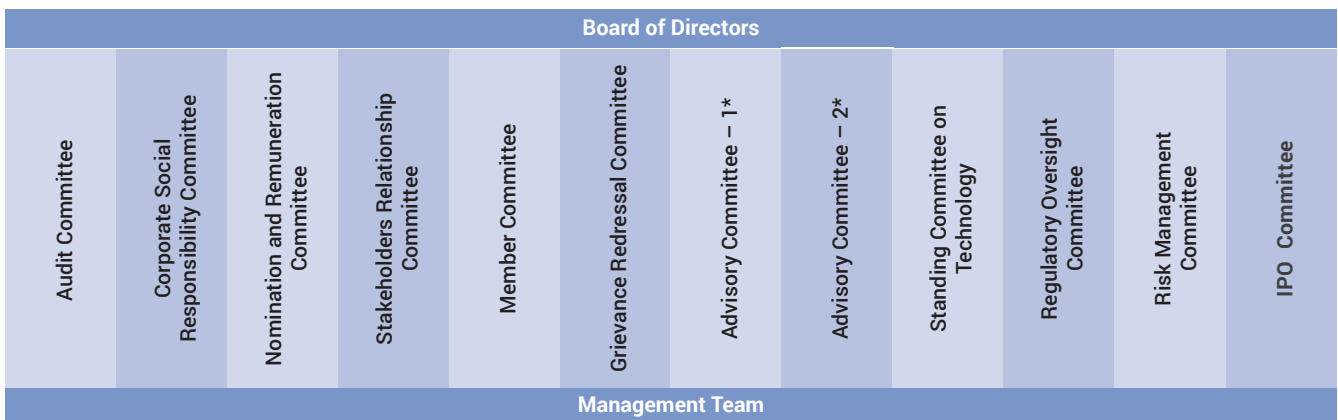 Board of Directors
Audit Committee
Corporate Social
Responsibility Committee
Nomination and Remuneration
Committee
Stakeholders Relationship
Committee
Member Committee
Grievance Redressal Committee
Advisory Committee – 1*
Advisory Committee – 2*
Standing Committee on
Technology
Regulatory Oversight
Committee
Risk Management
Committee
IPO Committee
Management Team